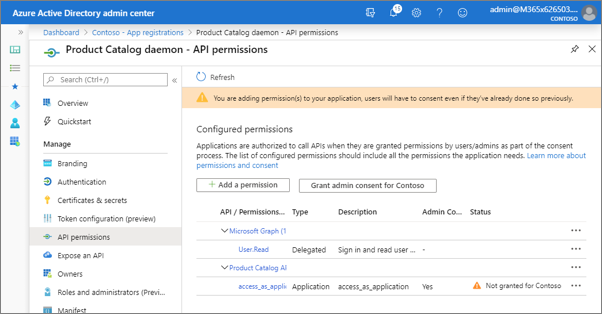 Azure Active Directory admin center
15
admin@M365x626503....
CONTOSO
Dashboard > Contoso - App registrations > Product Catalog daemon - API permissions
Product Catalog daemon - API permissions
Search (Ctrl+/)
Overview
Quickstart
Manage
Branding
Authentication
Certificates & secrets
Token configuration (preview)
API permissions
Expose an API
Owners
Roles and administrators (Previ...
Manifest
Refresh
You are adding permission(s) to your application, users will have to consent even if they've already done so previously.
Configured permissions
Applications are authorized to call APIs when they are granted permissions by users/admins as part of the consent
process. The list of configured permissions should include all the permissions the application needs. Learn more about
permissions and consent
+ Add a permission
Grant admin consent for Contoso
API / Permissions... Type Description Admin Co... Status
Microsoft Graph (1
User.Read Delegated Sign in and read user ... -
Product Catalog AI
access_as_applic Application access_as_application Yes Not granted for Contoso